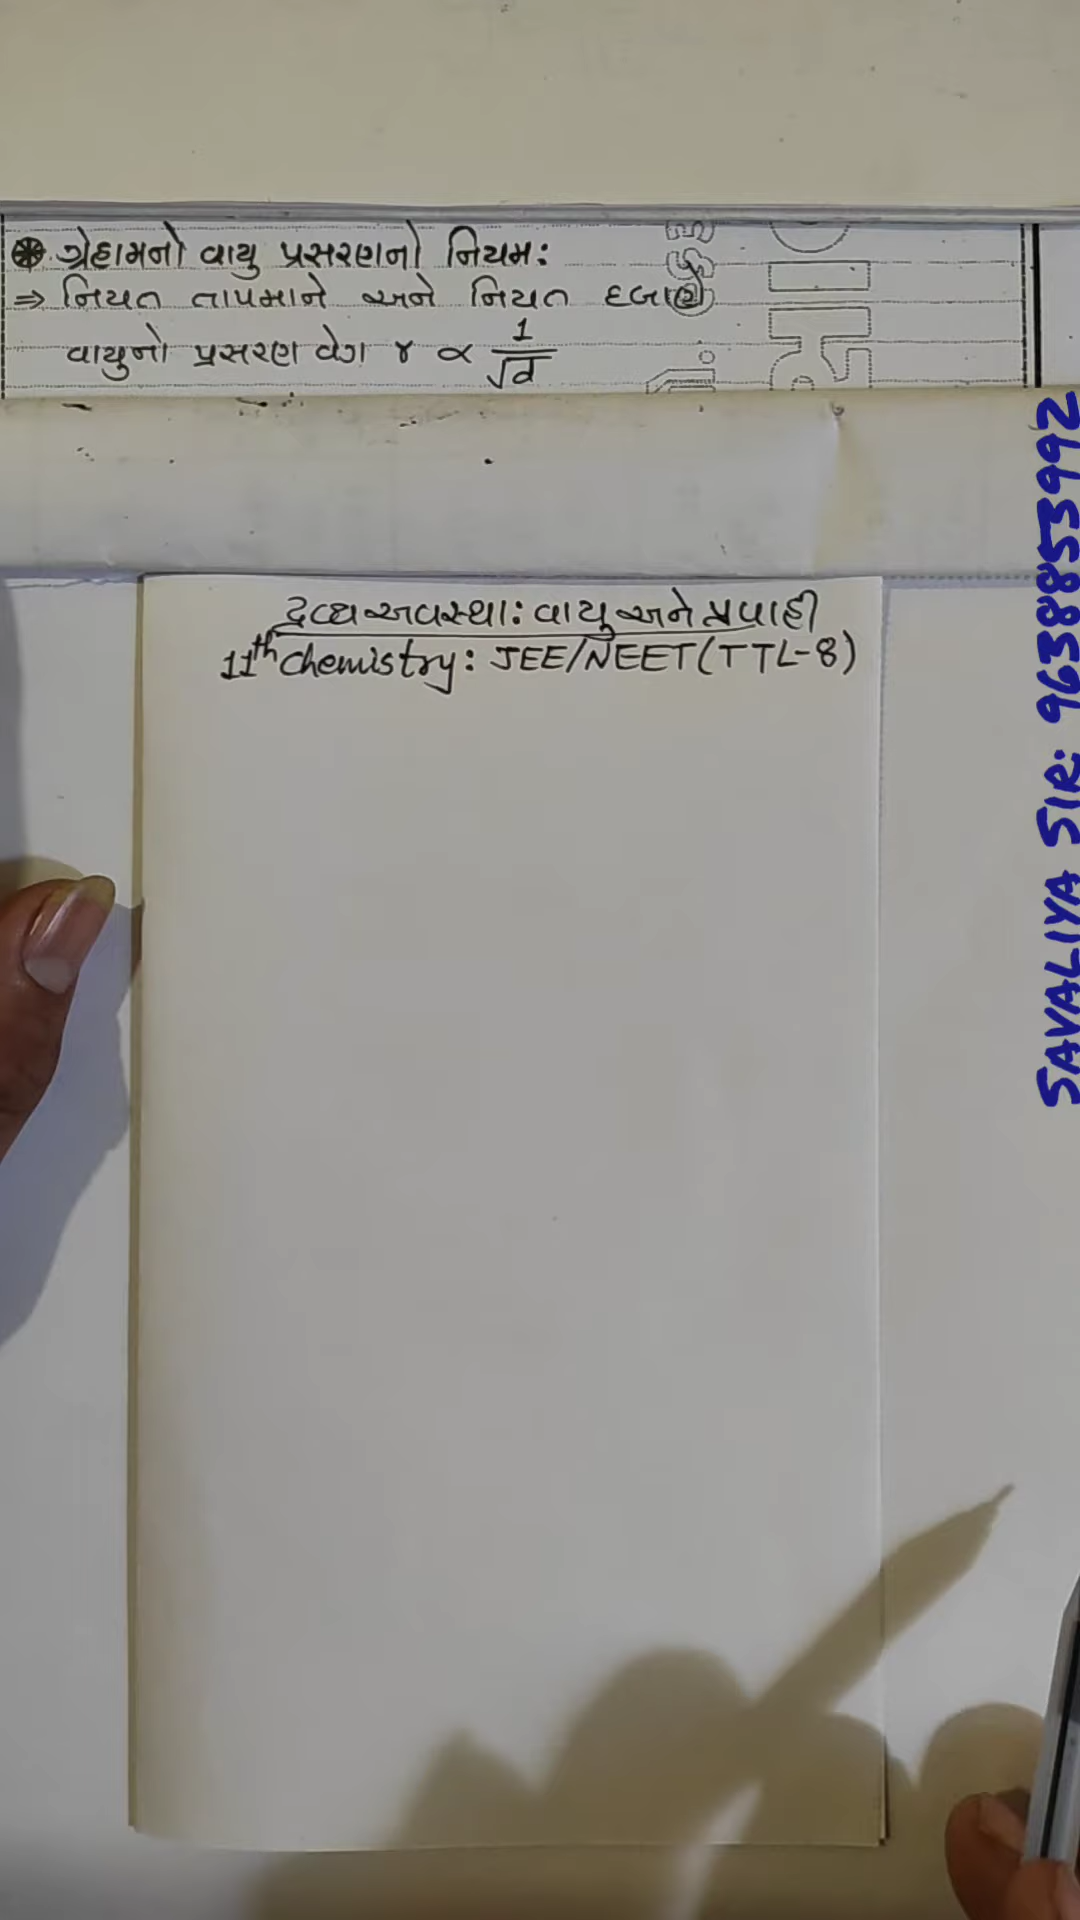 ગ્રેહામનો વાયુ પ્રસરણનો નિયમ:
⇒ નિયત તાપમાને અને નિયત દબાણે
વાયુનો પ્રસરણ વેગ r ∝ 1/√d
દ્રવ્ય અવસ્થા: વાયુ અને પ્રવાહી
11th Chemistry: JEE/NEET (TTL-8)
SAVALIYA SIR: 9638853992